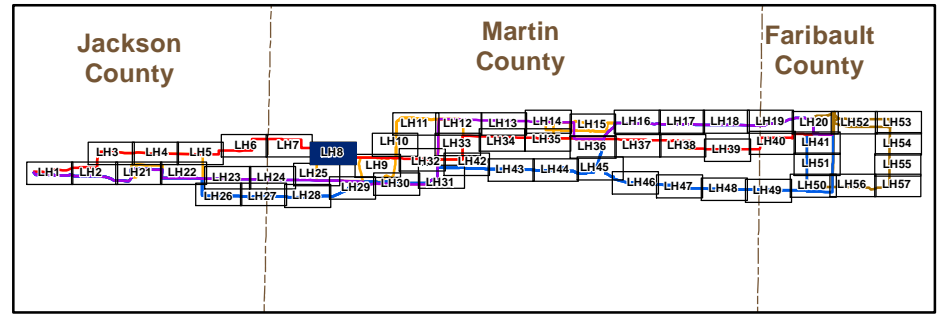 Jackson
County
Martin
County
Faribault
County
LH11 LH12 LH13 LH14 LH15 LH16 LH17 LH18 LH19 LH20 LH52 LH53
LH6 LH7 LH10 LH33 LH34 LH35 LH36 LH37 LH38 LH39 LH40 LH41 LH54
LH3 LH4 LH5 LH8 LH9 LH32 LH42 LH51 LH55
LH1 LH2 LH21 LH22 LH23 LH24 LH25 LH29 LH30 LH31 LH43 LH44 LH45 LH46 LH47 LH48 LH49 LH50 LH56 LH57
LH26 LH27 LH28